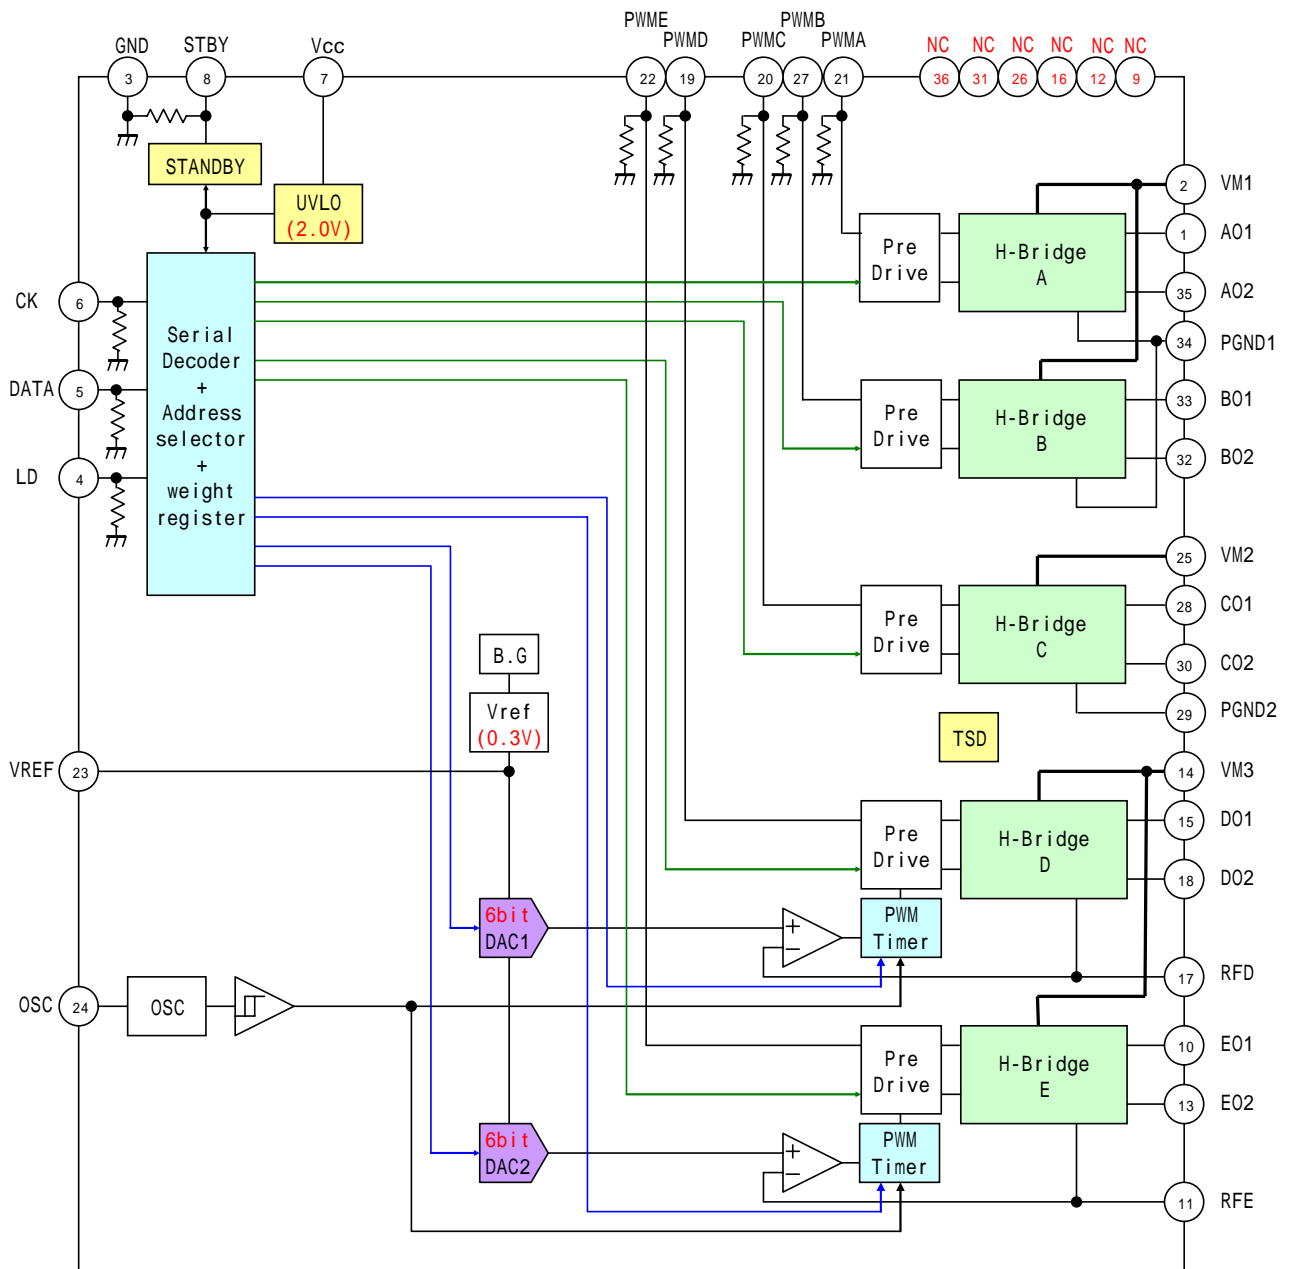 PWME
PWMB
PWMD
PWMC
PWMA
NC NC NC NC NC NC
GND
STBY
Vcc
3
8
7
22
19
20
27
21
36
31
26
16
12
9
STANDBY
UVLO
(2.0V)
2
VM1
Pre
Drive
H-Bridge
A
1
AO1
35
AO2
CK
6
34
PGND1
Serial
Decoder
+
Address
selector
+
weight
register
DATA
5
Pre
Drive
H-Bridge
B
33
BO1
32
BO2
LD
4
25
VM2
Pre
Drive
H-Bridge
C
28
CO1
30
CO2
B.G
Vref
(0.3V)
29
PGND2
TSD
VREF
23
14
VM3
Pre
Drive
H-Bridge
D
15
DO1
18
DO2
6bit
DAC1
+
−
PWM
Timer
17
RFD
OSC
24
OSC
Pre
Drive
H-Bridge
E
10
EO1
13
EO2
6bit
DAC2
+
−
PWM
Timer
11
RFE